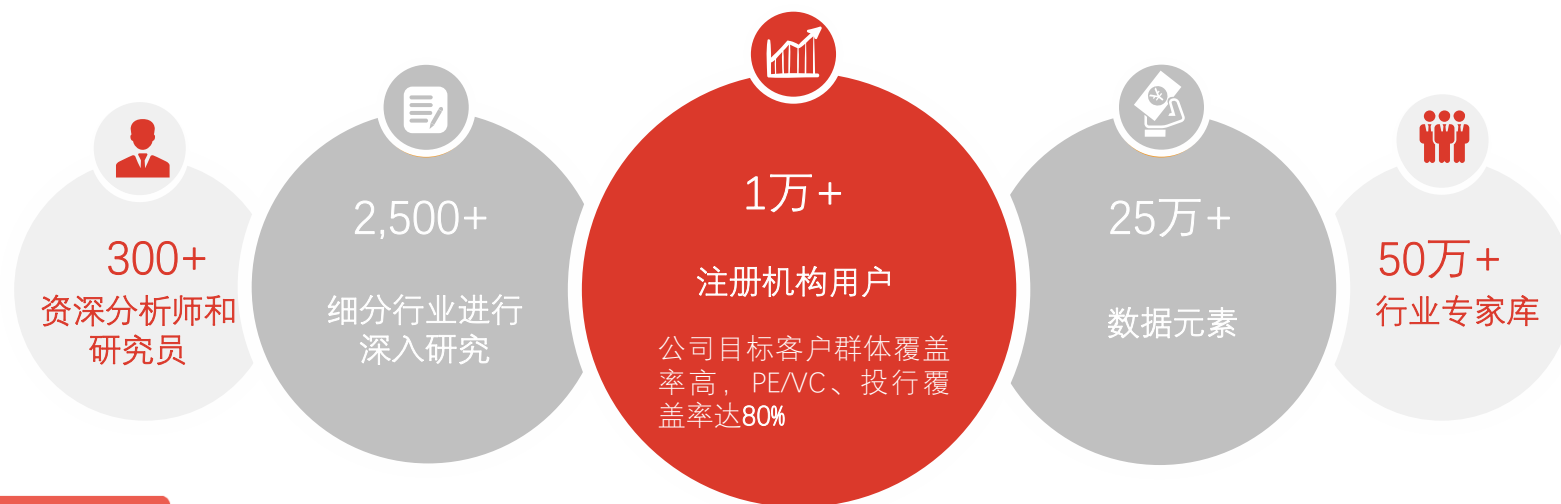 300+
资深分析师和
研究员
2,500+
细分行业进行
深入研究
1万+
注册机构用户
公司目标客户群体覆盖
率高，PE/VC、投行覆
盖率达80%
25万+
数据元素
50万+
行业专家库